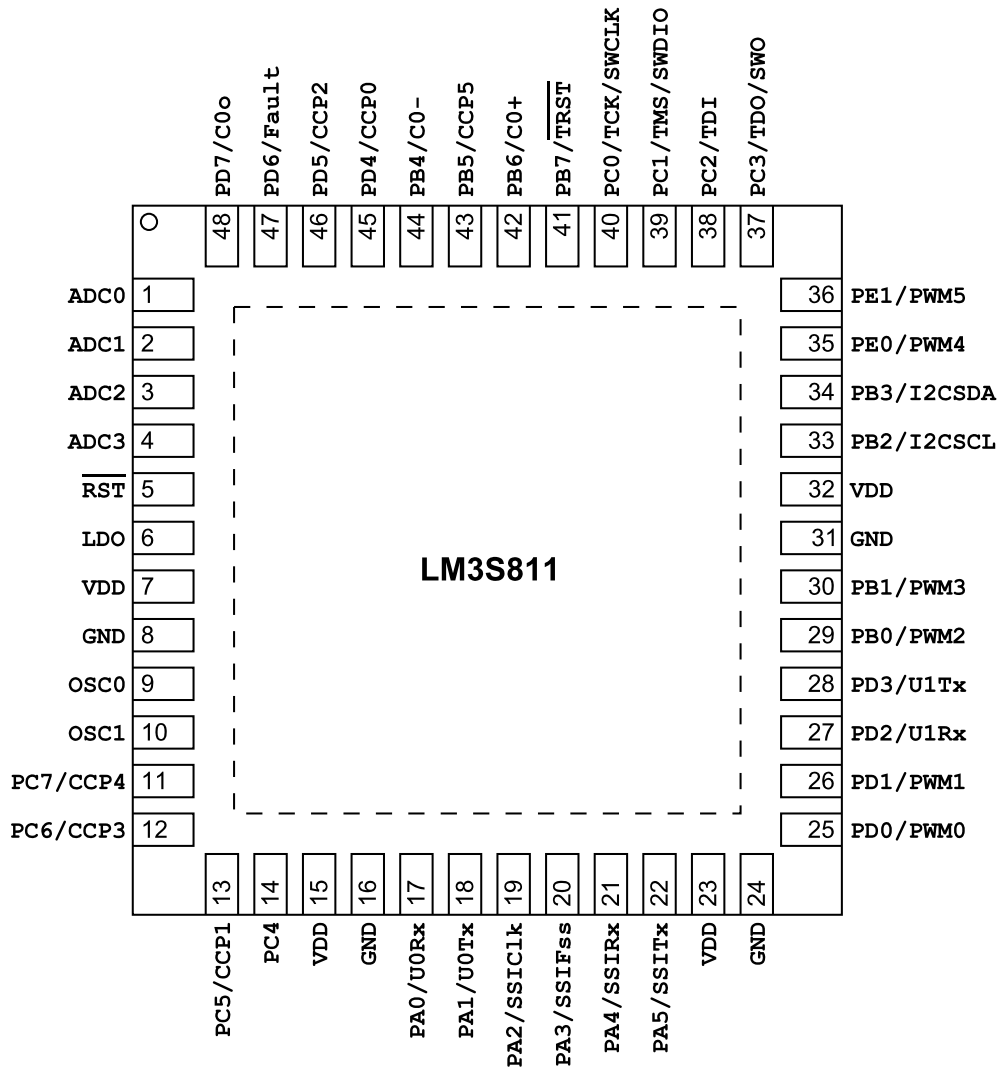 PD7/C0o
PD6/Fault
PD5/CCP2
PD4/CCP0
PB4/C0-
PB5/CCP5
PB6/C0+
PB7/TRST
PC0/TCK/SWCLK
PC1/TMS/SWDIO
PC2/TDI
PC3/TDO/SWO
48 47 46 45 44 43 42 41 40 39 38 37
ADC0 1
ADC1 2
ADC2 3
ADC3 4
RST 5
LDO 6
VDD 7
GND 8
OSC0 9
OSC1 10
PC7/CCP4 11
PC6/CCP3 12
LM3S811
36 PE1/PWM5
35 PE0/PWM4
34 PB3/I2CSDA
33 PB2/I2CSCL
32 VDD
31 GND
30 PB1/PWM3
29 PB0/PWM2
28 PD3/U1Tx
27 PD2/U1Rx
26 PD1/PWM1
25 PD0/PWM0
13 14 15 16 17 18 19 20 21 22 23 24
PC5/CCP1
PC4
VDD
GND
PA0/U0Rx
PA1/U0Tx
PA2/SSIClk
PA3/SSIFss
PA4/SSIRx
PA5/SSITx
VDD
GND